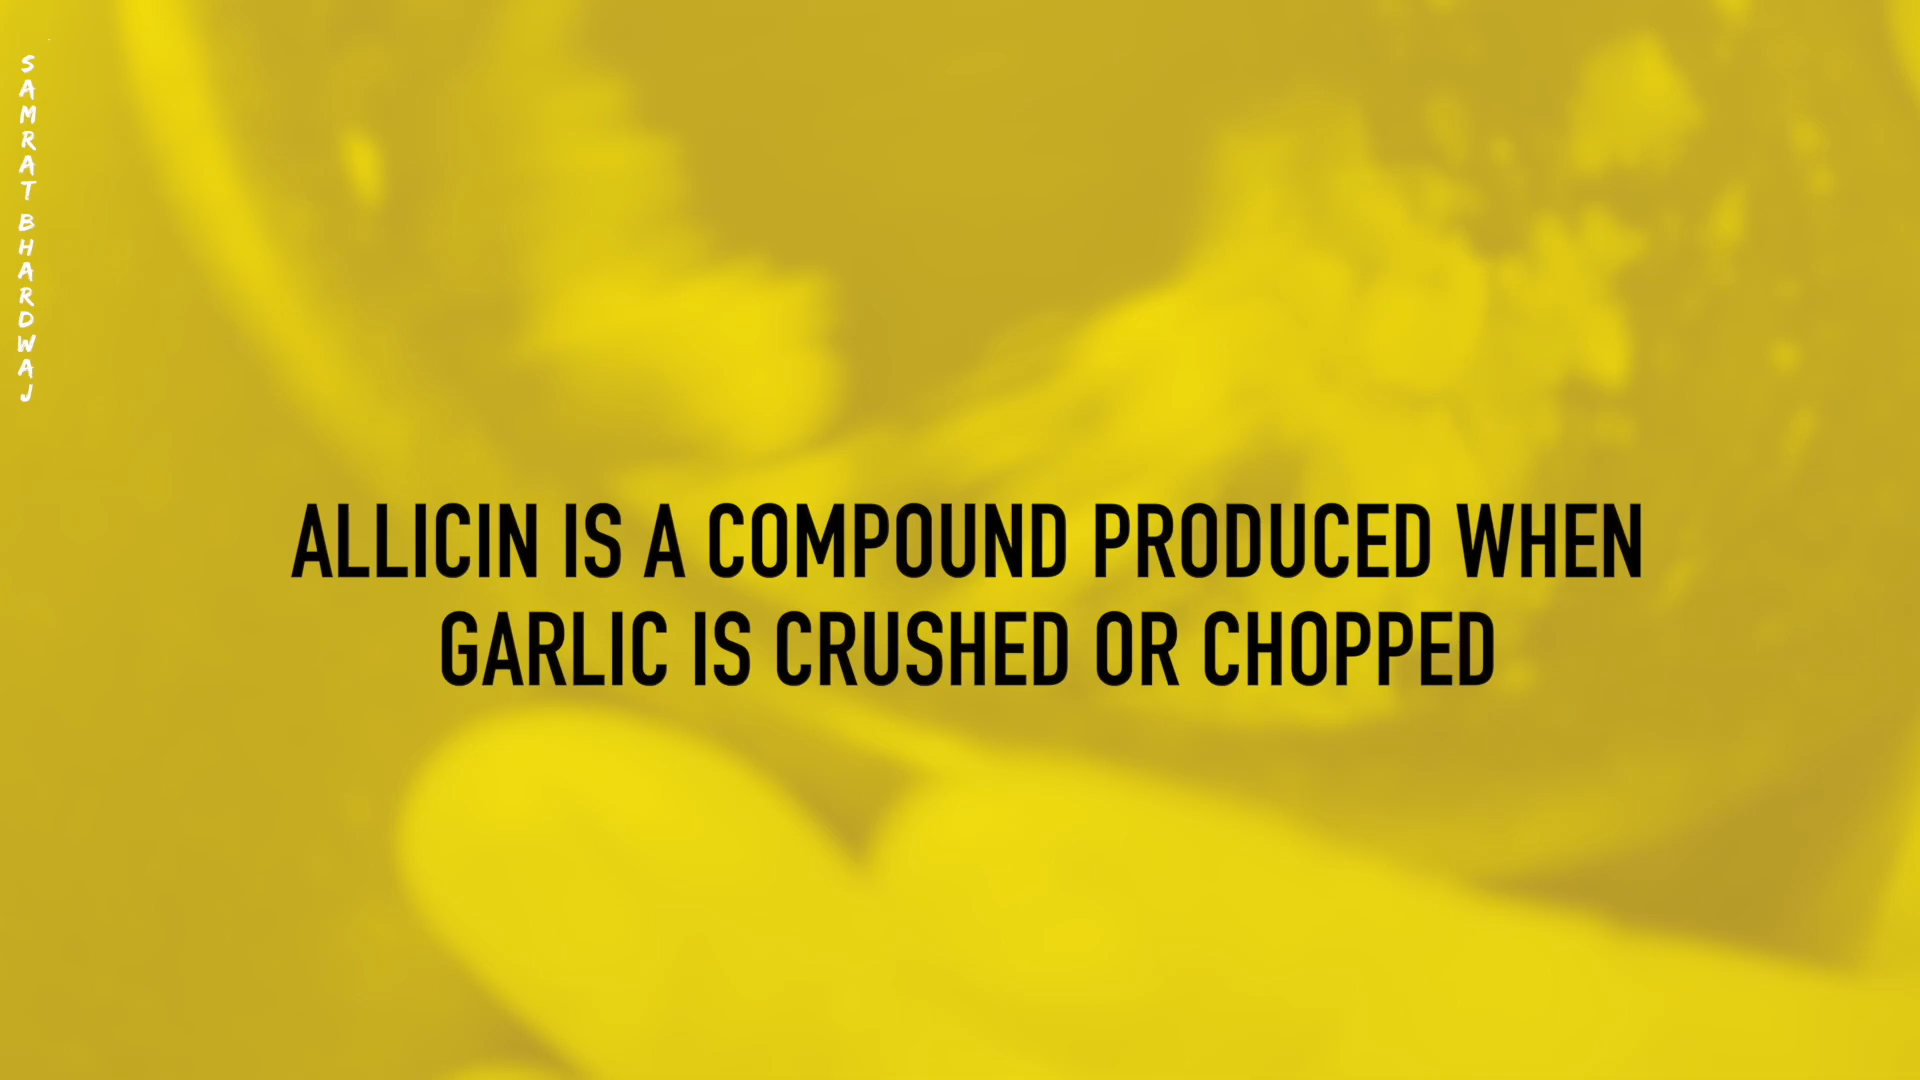 SAMRAT BHARDWAJ
ALLICIN IS A COMPOUND PRODUCED WHEN
GARLIC IS CRUSHED OR CHOPPED